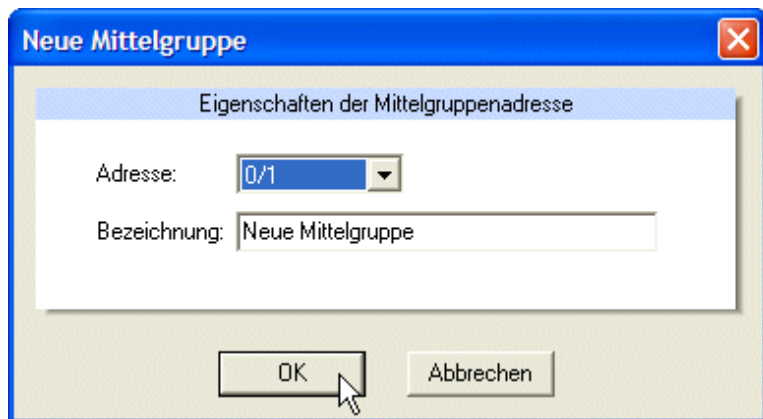 Neue Mittelgruppe
Eigenschaften der Mittelgruppenadresse
Adresse: 0/1
Bezeichnung: Neue Mittelgruppe
OK Abbrechen